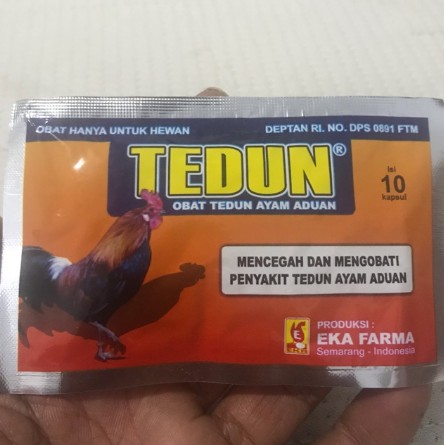 OBAT HANYA UNTUK HEWAN
DEPTAN RI. NO. DPS 0891 FTM
TEDUN®
OBAT TEDUN AYAM ADUAN
isi
10
kapsul
MENCEGAH DAN MENGOBATI
PENYAKIT TEDUN AYAM ADUAN
PRODUKSI :
EKA FARMA
Semarang - Indonesia